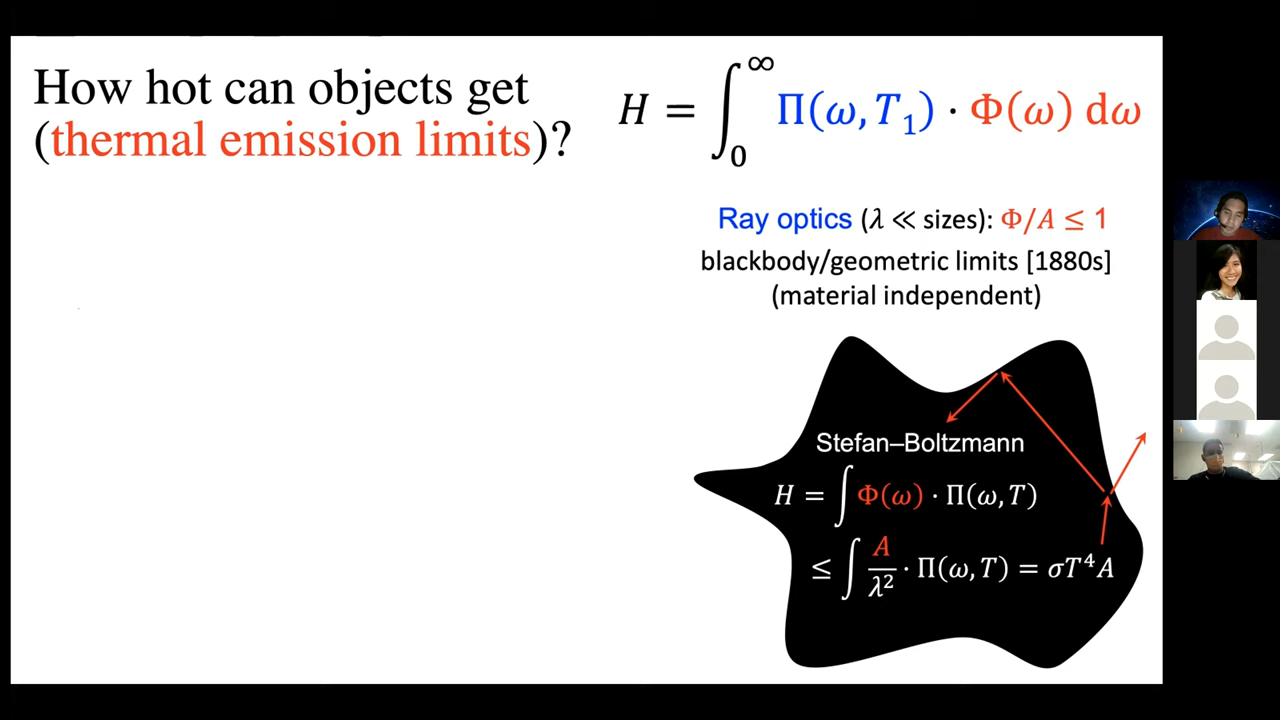 How hot can objects get
(thermal emission limits)?
H = ∫₀^∞ Π(ω, T₁) · Φ(ω) dω
Ray optics (λ ≪ sizes): Φ/A ≤ 1
blackbody/geometric limits [1880s]
(material independent)
Stefan–Boltzmann
H = ∫ Φ(ω) · Π(ω, T)
≤ ∫ A/λ² · Π(ω, T) = σT⁴A